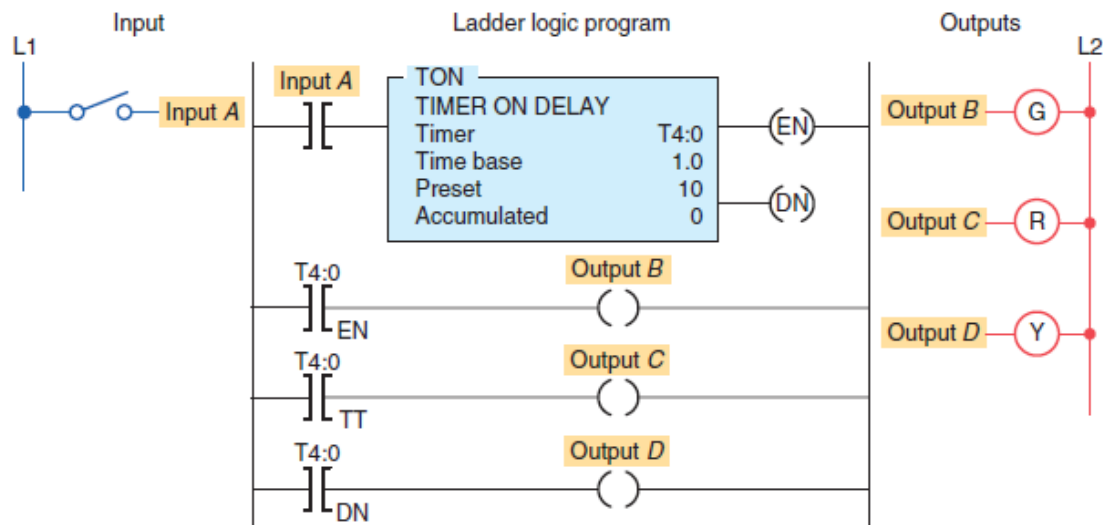 Input
Ladder logic program
Outputs
L1
L2
Input A
Input A
TON
TIMER ON DELAY
Timer T4:0
Time base 1.0
Preset 10
Accumulated 0
EN
DN
Output B G
Output C R
Output D Y
T4:0
EN
Output B
T4:0
TT
Output C
T4:0
DN
Output D